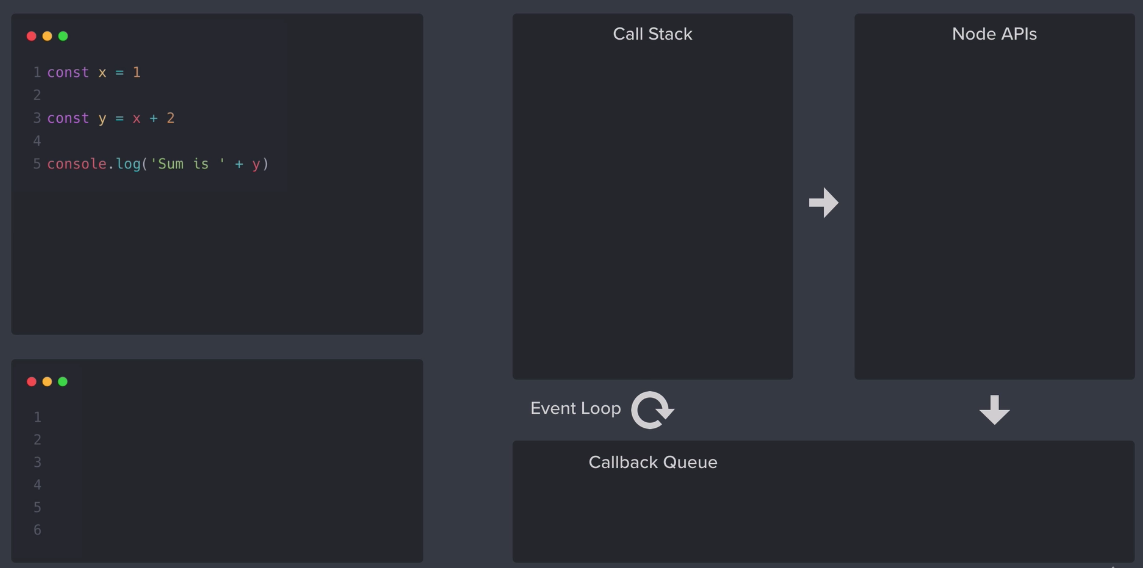 1 const x = 1
2
3 const y = x + 2
4
5 console.log('Sum is ' + y)
1
2
3
4
5
6
Call Stack
Node APIs
Event Loop
Callback Queue